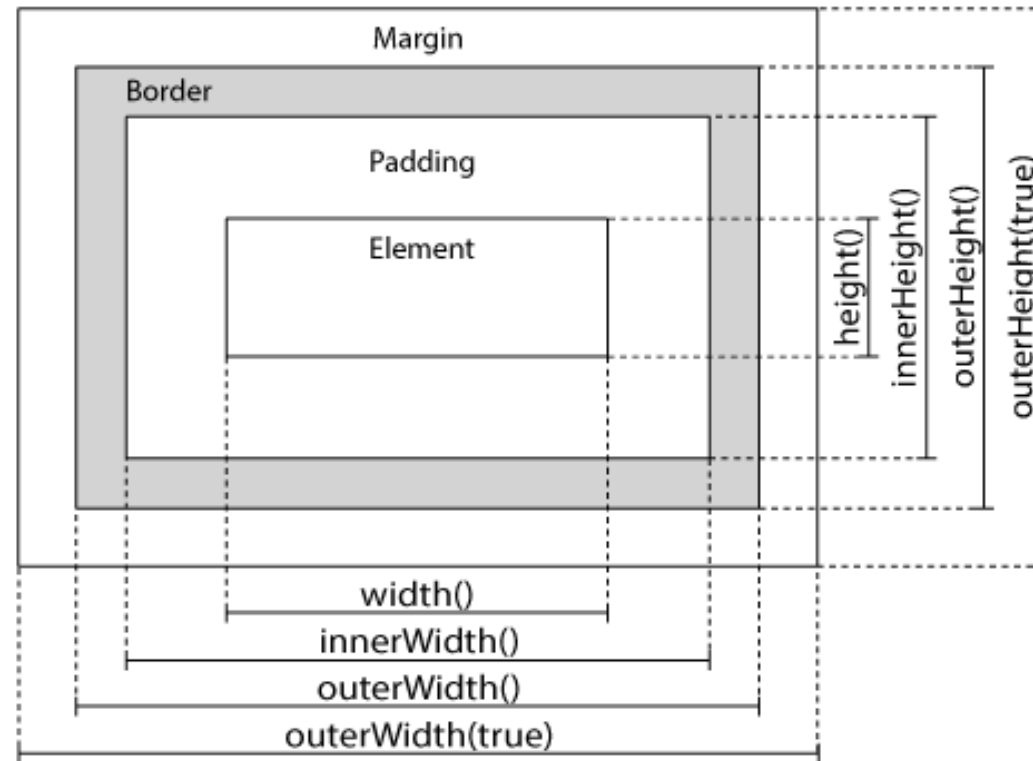 Margin
Border
Padding
Element
height()
innerHeight()
outerHeight()
outerHeight(true)
width()
innerWidth()
outerWidth()
outerWidth(true)